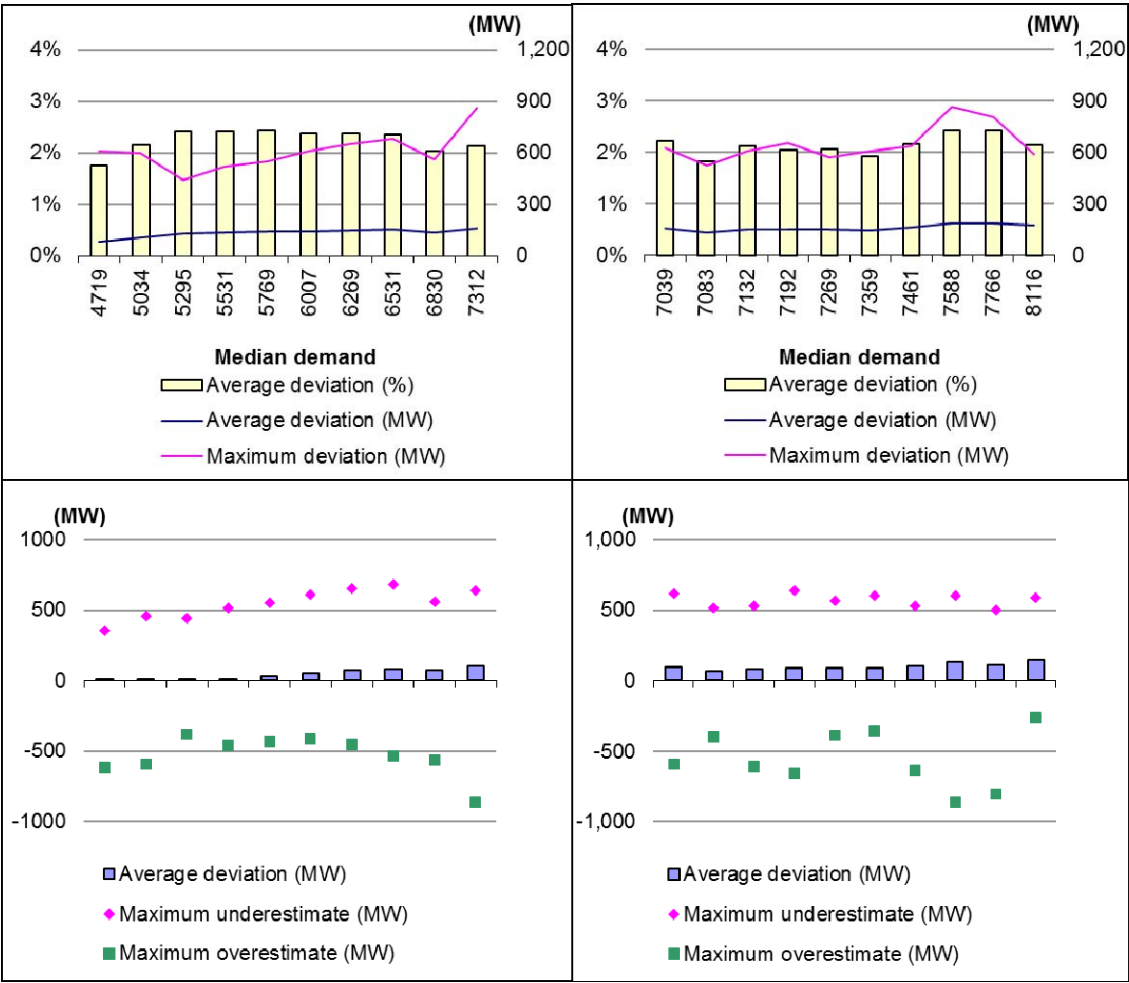 (MW)
4% 1,200
3% 900
2% 600
1% 300
0% 0
4719 5034 5295 5531 5769 6007 6269 6531 6830 7312
Median demand
Average deviation (%)
Average deviation (MW)
Maximum deviation (MW)
(MW)
4% 1,200
3% 900
2% 600
1% 300
0% 0
7039 7083 7132 7192 7269 7359 7461 7588 7766 8116
Median demand
Average deviation (%)
Average deviation (MW)
Maximum deviation (MW)
(MW)
1000
500
0
-500
-1000
Average deviation (MW)
Maximum underestimate (MW)
Maximum overestimate (MW)
(MW)
1,000
500
0
-500
-1,000
Average deviation (MW)
Maximum underestimate (MW)
Maximum overestimate (MW)